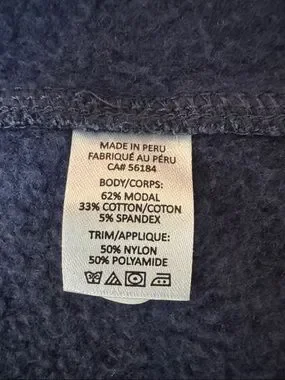 MADE IN PERU
FABRIQUÉ AU PÉRU
CA# 56184
BODY/CORPS:
62% MODAL
33% COTTON/COTON
5% SPANDEX
TRIM/APPLIQUE:
50% NYLON
50% POLYAMIDE